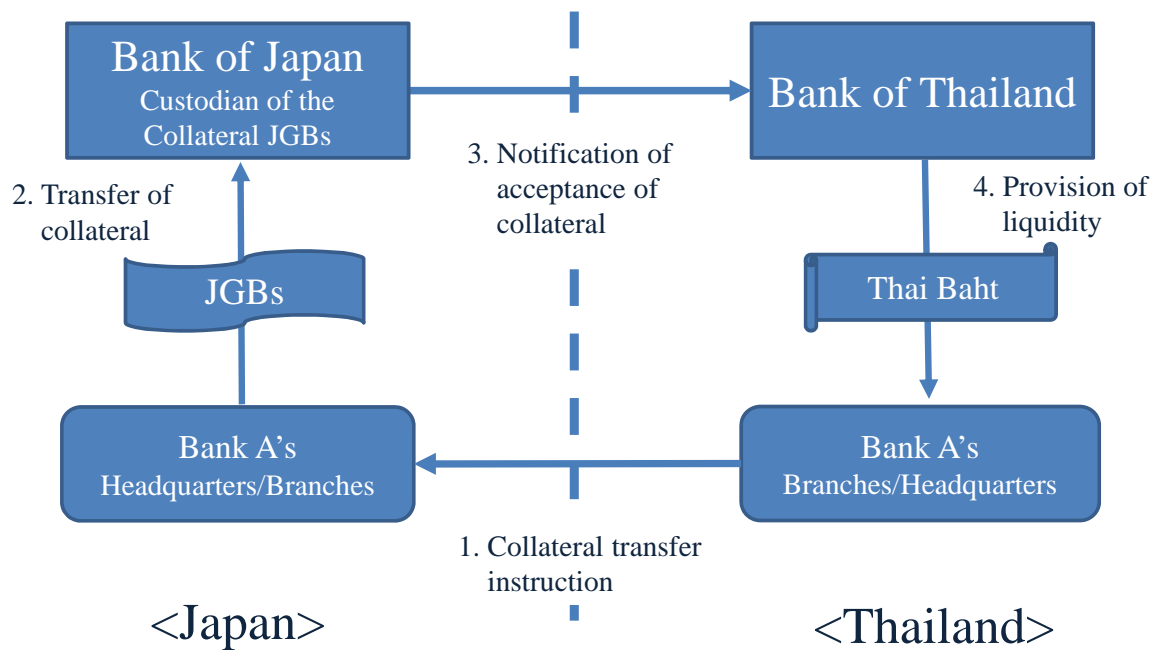 Bank of Japan
Custodian of the
Collateral JGBs
Bank of Thailand
3. Notification of
acceptance of
collateral
2. Transfer of
collateral
4. Provision of
liquidity
JGBs
Thai Baht
Bank A’s
Headquarters/Branches
Bank A’s
Branches/Headquarters
1. Collateral transfer
instruction
<Japan>
<Thailand>